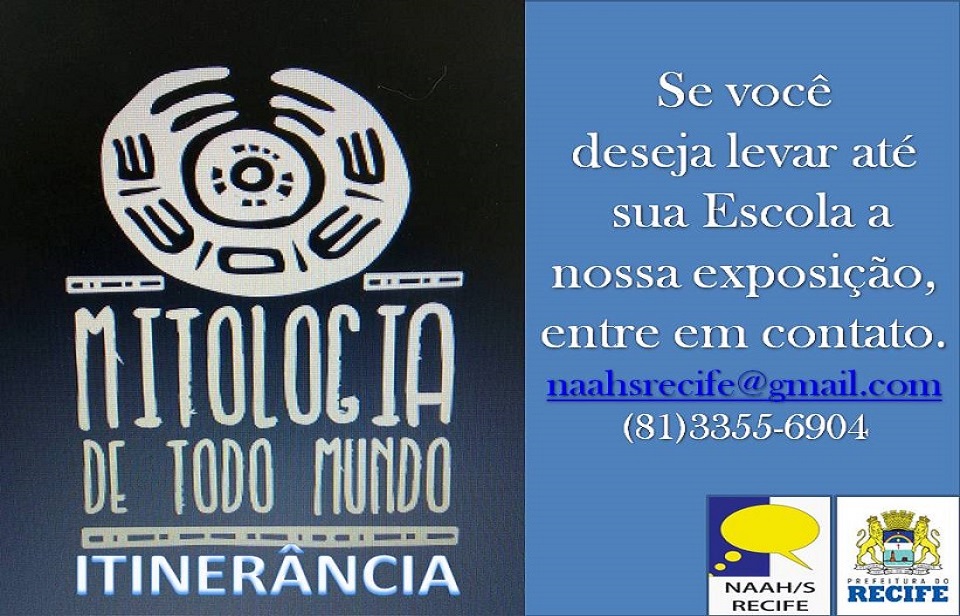 MITOLOGIA
DE TODO MUNDO
ITINERÂNCIA
Se você
deseja levar até
sua Escola a
nossa exposição,
entre em contato.
naahsrecife@gmail.com
(81)3355-6904
NAAH/S
RECIFE
PREFEITURA DO
RECIFE